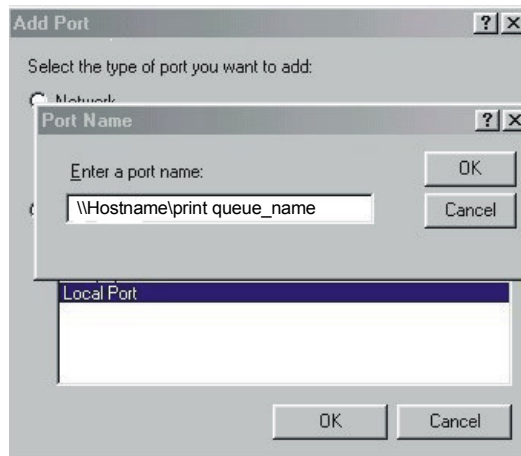 Add Port
Select the type of port you want to add:
Network
Port Name
Enter a port name:
OK
\\Hostname\print queue_name
Cancel
Local Port
OK
Cancel